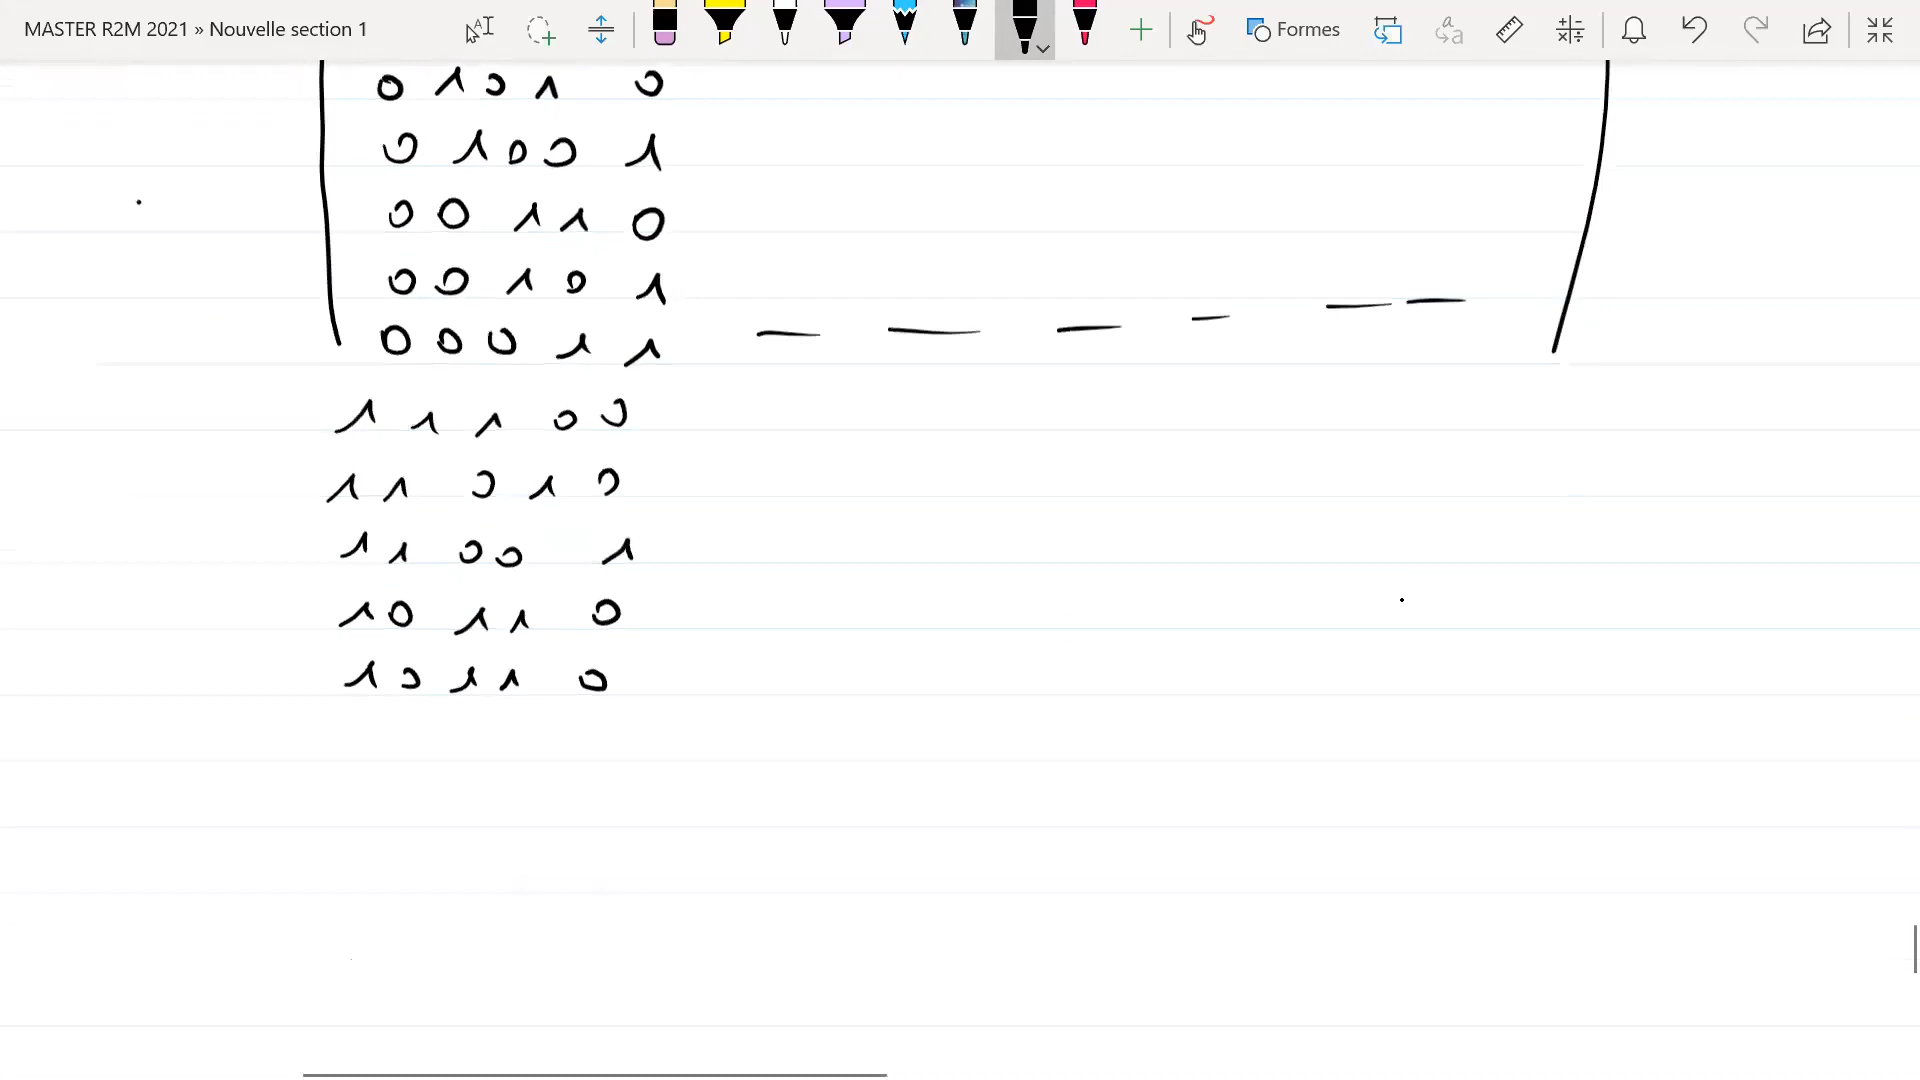 MASTER R2M 2021 » Nouvelle section 1 Formes
0 1 0 1 0
0 1 0 0 1
0 0 1 1 0
0 0 1 0 1
0 0 0 1 1 — — — — — —
1 1 1 0 0
1 1 0 1 0
1 1 0 0 1
1 0 1 1 0
1 0 1 1 0